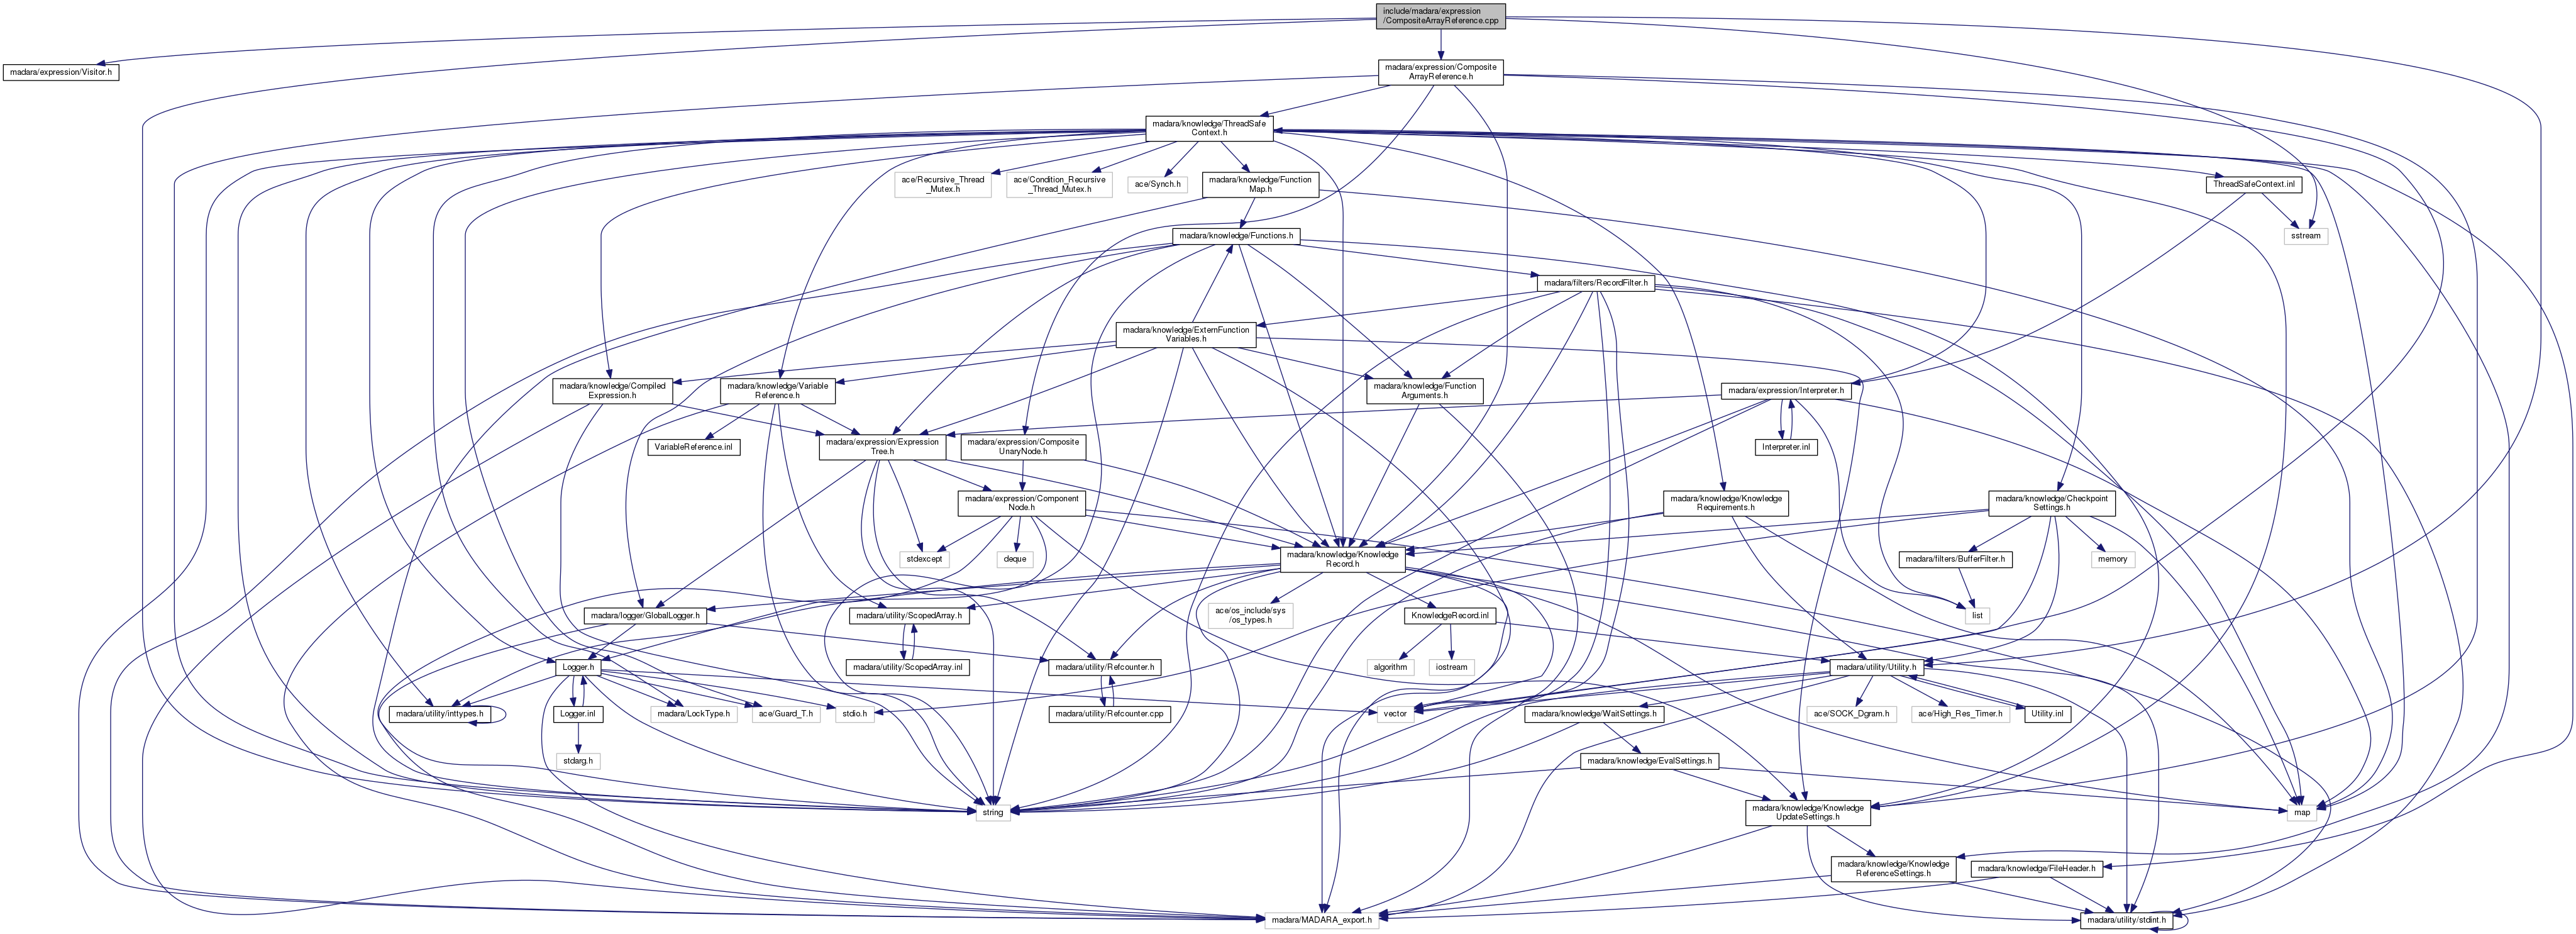 include/madara/expression
/CompositeArrayReference.cpp
madara/expression/Visitor.h
madara/expression/Composite
ArrayReference.h
madara/knowledge/ThreadSafe
Context.h
ace/Recursive_Thread
_Mutex.h
ace/Condition_Recursive
_Thread_Mutex.h
ace/Synch.h
madara/knowledge/Function
Map.h
ThreadSafeContext.inl
madara/knowledge/Functions.h
sstream
madara/filters/RecordFilter.h
madara/knowledge/ExternFunction
Variables.h
madara/knowledge/Compiled
Expression.h
madara/knowledge/Variable
Reference.h
madara/knowledge/Function
Arguments.h
madara/expression/Interpreter.h
VariableReference.inl
madara/expression/Expression
Tree.h
madara/expression/Composite
UnaryNode.h
Interpreter.inl
madara/expression/Component
Node.h
madara/knowledge/Knowledge
Requirements.h
madara/knowledge/Checkpoint
Settings.h
stdexcept
deque
madara/knowledge/Knowledge
Record.h
madara/filters/BufferFilter.h
memory
madara/logger/GlobalLogger.h
madara/utility/ScopedArray.h
ace/os_include/sys
/os_types.h
KnowledgeRecord.inl
list
Logger.h
madara/utility/ScopedArray.inl
madara/utility/Refcounter.h
algorithm
iostream
madara/utility/Utility.h
madara/utility/inttypes.h
Logger.inl
madara/LockType.h
ace/Guard_T.h
stdio.h
madara/utility/Refcounter.cpp
vector
madara/knowledge/WaitSettings.h
ace/SOCK_Dgram.h
ace/High_Res_Timer.h
Utility.inl
stdarg.h
madara/knowledge/EvalSettings.h
string
madara/knowledge/Knowledge
UpdateSettings.h
map
madara/knowledge/Knowledge
ReferenceSettings.h
madara/knowledge/FileHeader.h
madara/MADARA_export.h
madara/utility/stdint.h